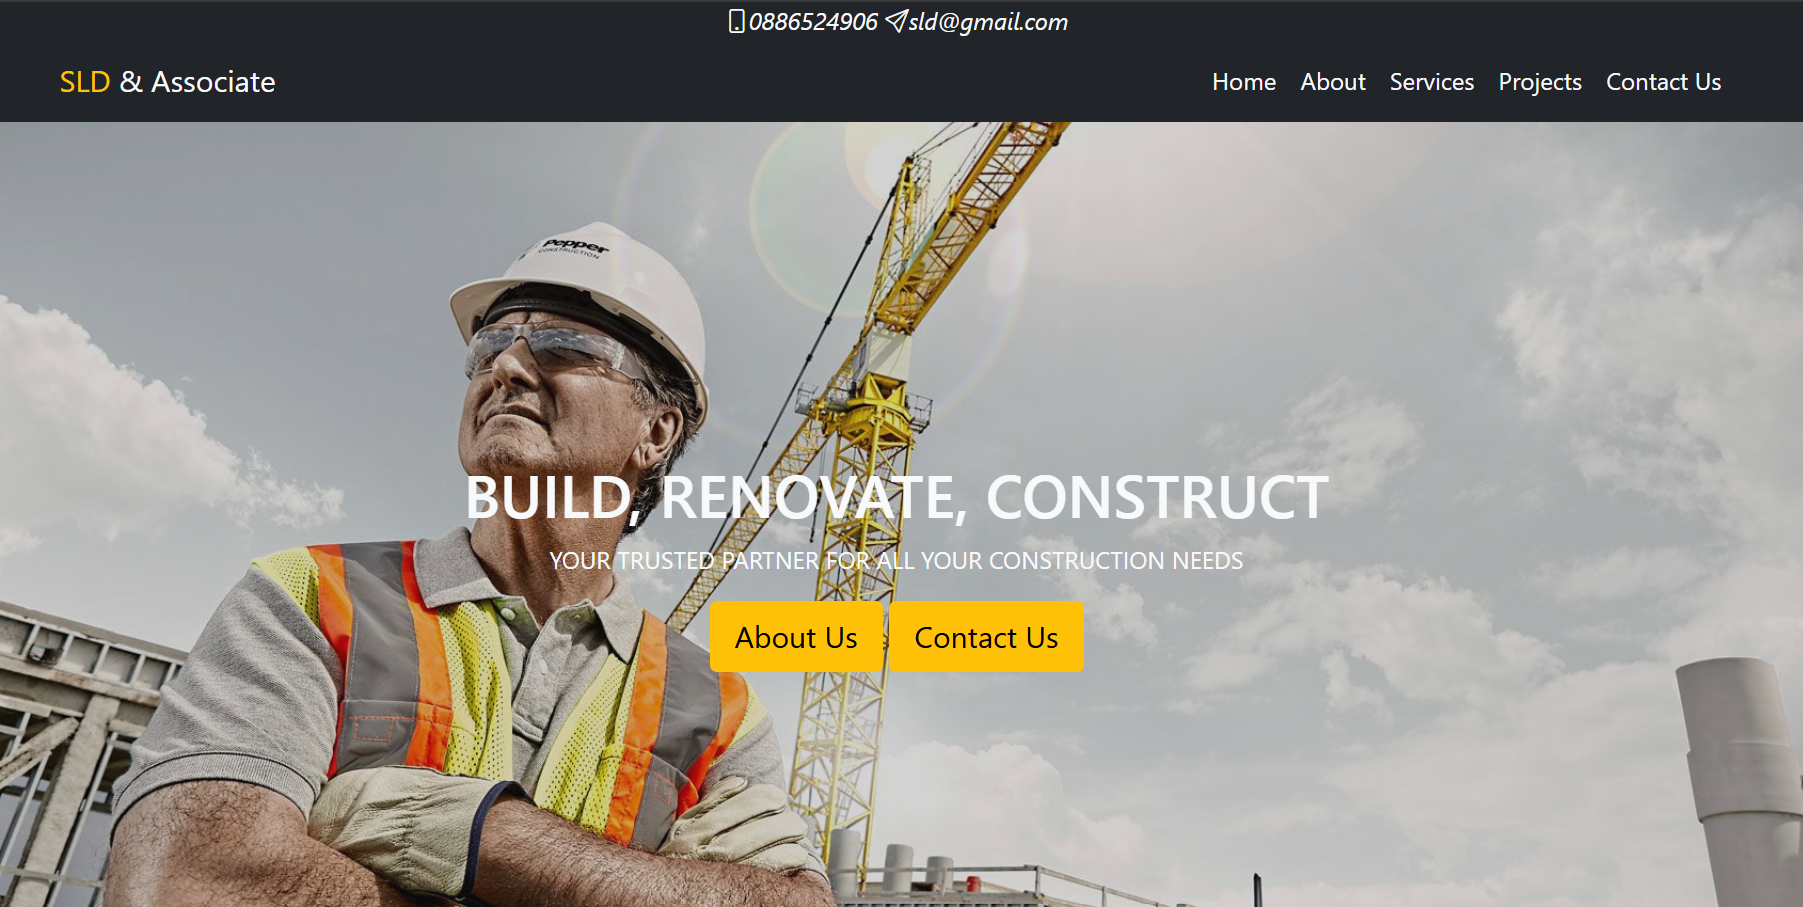 0886524906 sld@gmail.com
SLD & Associate
Home About Services Projects Contact Us
Pepper
CONSTRUCTION
BUILD, RENOVATE, CONSTRUCT
YOUR TRUSTED PARTNER FOR ALL YOUR CONSTRUCTION NEEDS
About Us Contact Us